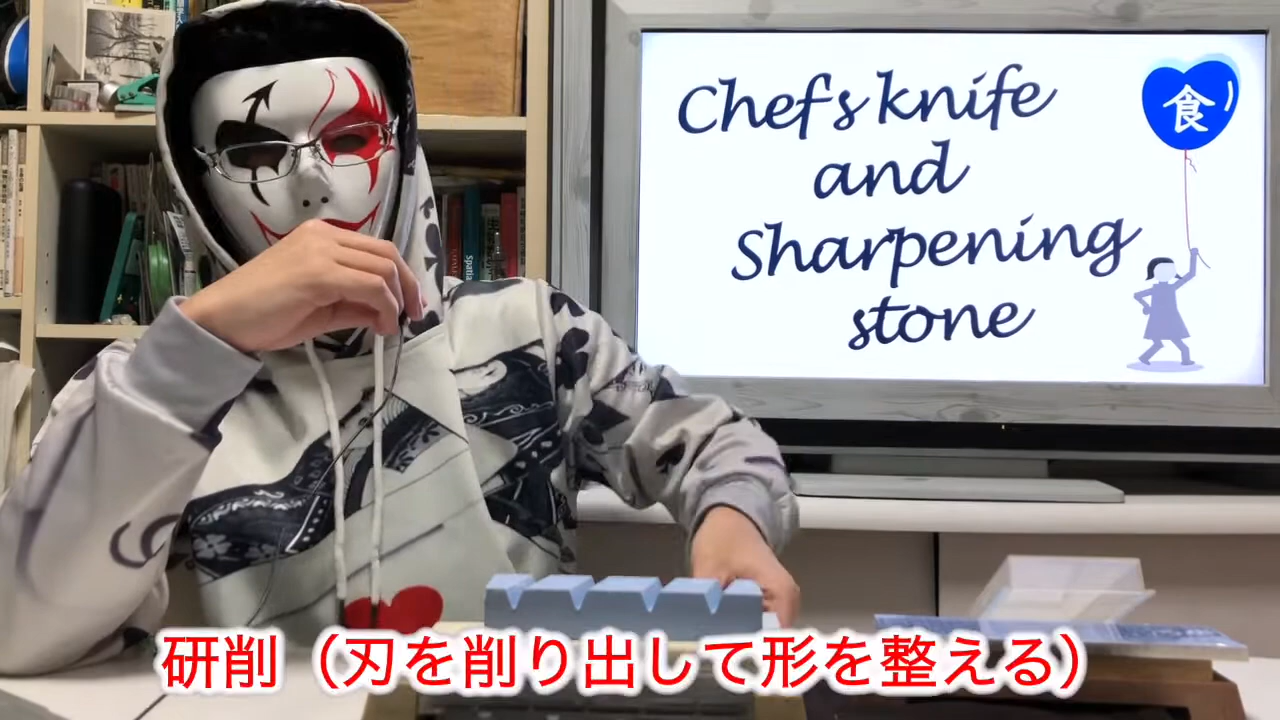 Chef's knife
and
Sharpening
stone
食
Spatia
研削（刃を削り出して形を整える）